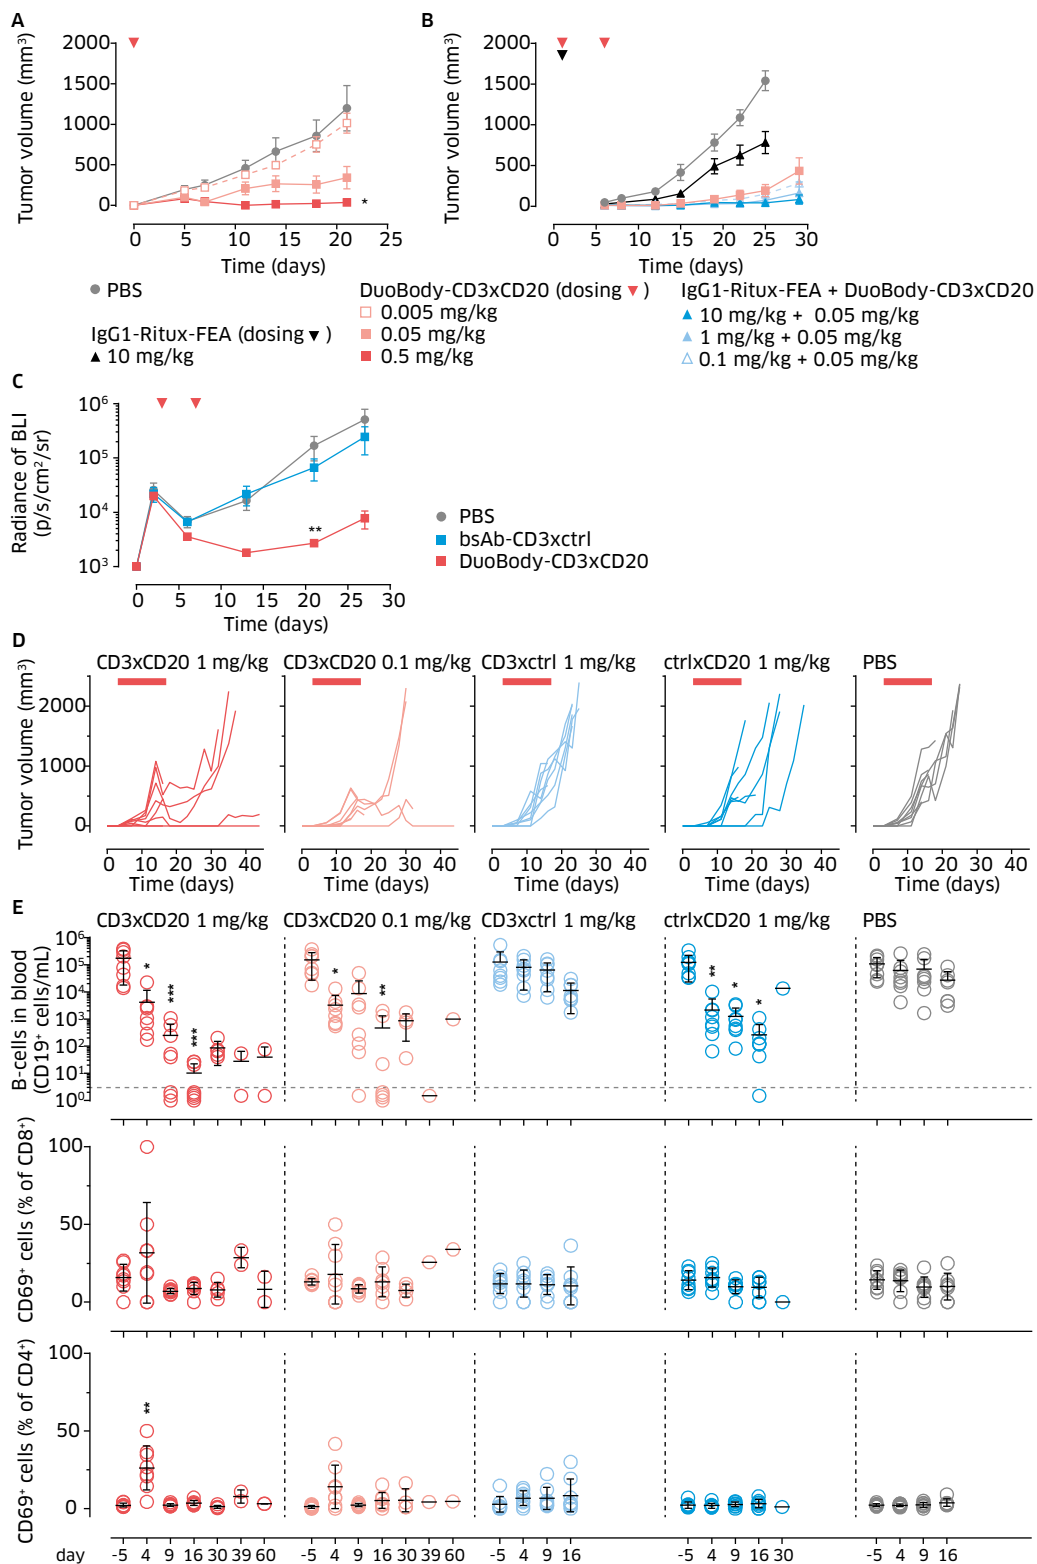 A
B
Tumor volume (mm³)
2000
1500
1000
500
0
*
0 5 10 15 20 25
Time (days)
Tumor volume (mm³)
2000
1500
1000
500
0
0 5 10 15 20 25 30
Time (days)
PBS
IgG1-Ritux-FEA (dosing ▼ )
10 mg/kg
DuoBody-CD3xCD20 (dosing ▼ )
0.005 mg/kg
0.05 mg/kg
0.5 mg/kg
IgG1-Ritux-FEA + DuoBody-CD3xCD20
10 mg/kg + 0.05 mg/kg
1 mg/kg + 0.05 mg/kg
0.1 mg/kg + 0.05 mg/kg
C
Radiance of BLI
(p/s/cm²/sr)
10⁶
10⁵
10⁴
10³
**
0 5 10 15 20 25 30
Time (days)
PBS
bsAb-CD3xctrl
DuoBody-CD3xCD20
D
CD3xCD20 1 mg/kg CD3xCD20 0.1 mg/kg CD3xctrl 1 mg/kg ctrlxCD20 1 mg/kg PBS
Tumor volume (mm³)
2000
1000
0
0 10 20 30 40 0 10 20 30 40 0 10 20 30 40 0 10 20 30 40 0 10 20 30 40
Time (days) Time (days) Time (days) Time (days) Time (days)
E
CD3xCD20 1 mg/kg CD3xCD20 0.1 mg/kg CD3xctrl 1 mg/kg ctrlxCD20 1 mg/kg PBS
B-cells in blood
(CD19⁺ cells/mL)
10⁶
10⁵
10⁴
10³
10²
10¹
10⁰
* *** *** * ** ** * *
CD69⁺ cells (% of CD8⁺)
100
50
0
CD69⁺ cells (% of CD4⁺)
100
50
0
**
day -5 4 9 16 30 39 60 -5 4 9 16 30 39 60 -5 4 9 16 -5 4 9 16 30 -5 4 9 16